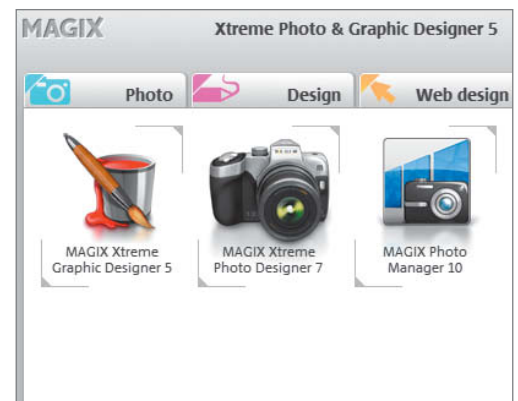 MAGIX
Xtreme Photo & Graphic Designer 5
Photo
Design
Web design
MAGIX Xtreme
Graphic Designer 5
MAGIX Xtreme
Photo Designer 7
MAGIX Photo
Manager 10